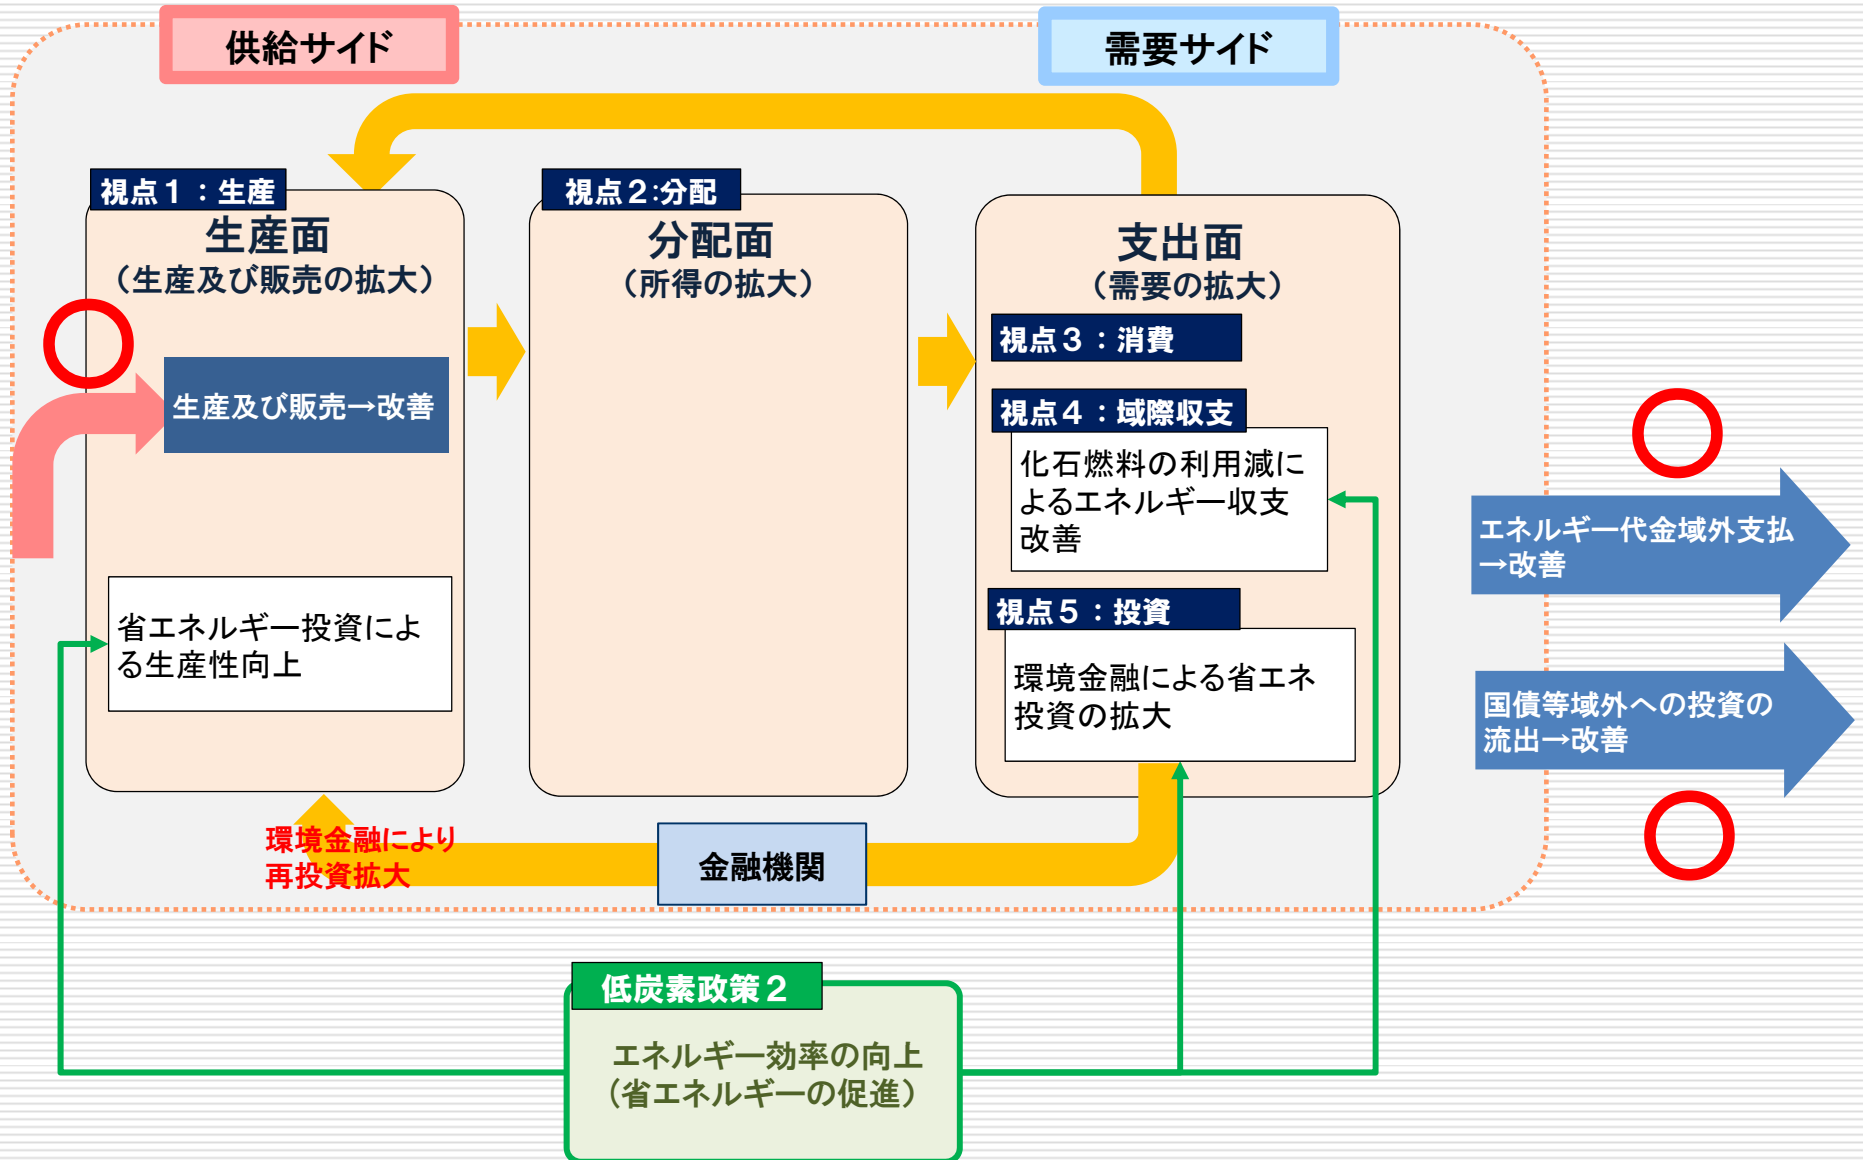 供給サイド
需要サイド
視点1：生産
生産面
（生産及び販売の拡大）
生産及び販売→改善
省エネルギー投資によ
る生産性向上
視点2:分配
分配面
（所得の拡大）
支出面
（需要の拡大）
視点3：消費
視点4：域際収支
化石燃料の利用減に
よるエネルギー収支
改善
視点5：投資
環境金融による省エネ
投資の拡大
エネルギー代金域外支払
→改善
国債等域外への投資の
流出→改善
環境金融により
再投資拡大
金融機関
低炭素政策2
エネルギー効率の向上
（省エネルギーの促進）